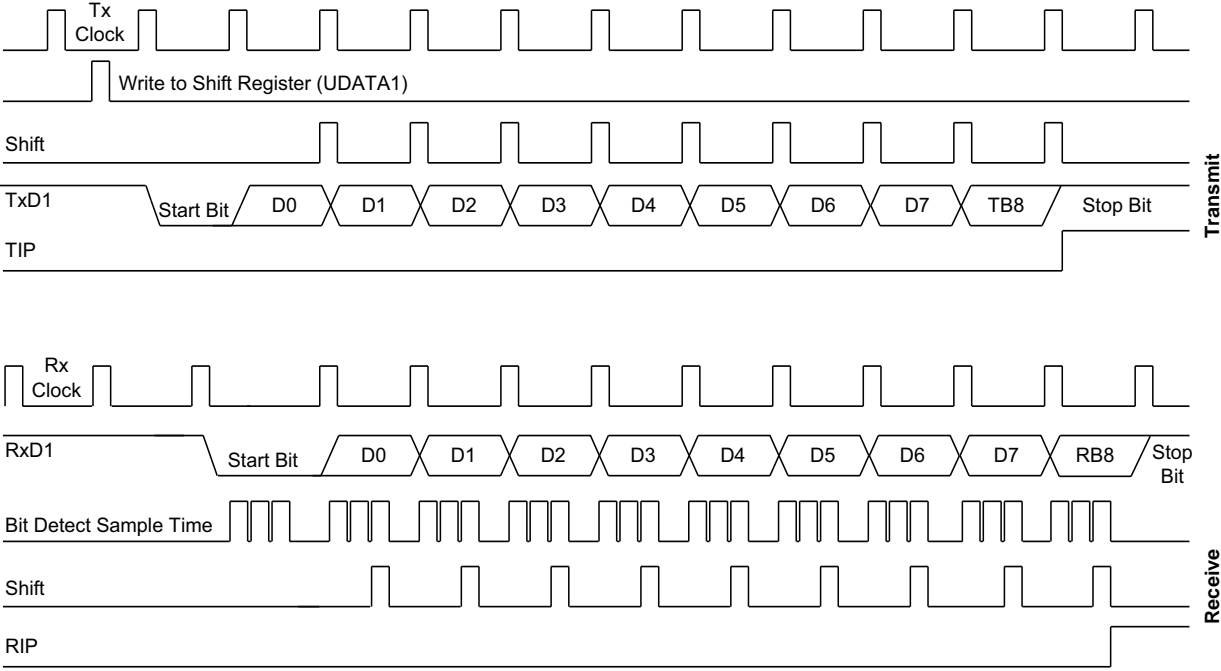 Tx
Clock
Write to Shift Register (UDATA1)
Shift
TxD1
Start Bit D0 D1 D2 D3 D4 D5 D6 D7 TB8 Stop Bit
TIP
Transmit
Rx
Clock
RxD1
Start Bit D0 D1 D2 D3 D4 D5 D6 D7 RB8 Stop
Bit
Bit Detect Sample Time
Shift
RIP
Receive